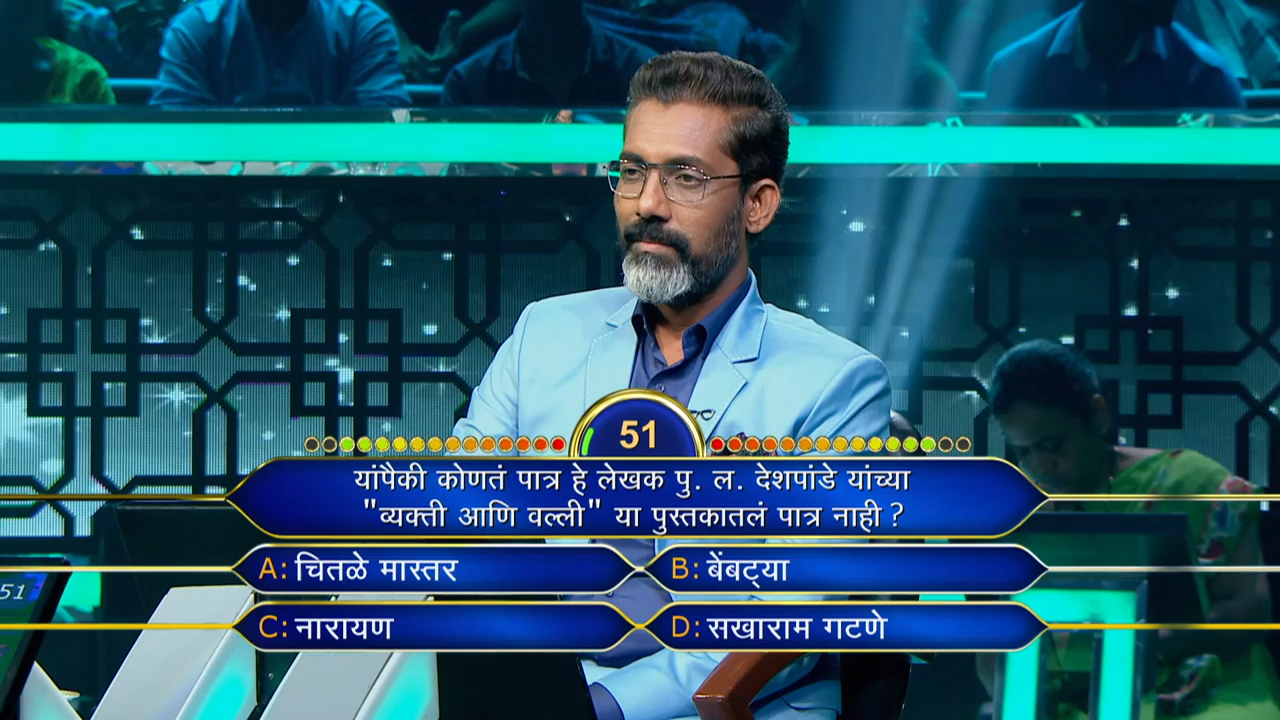 51
यांपैकी कोणतं पात्र हे लेखक पु. ल. देशपांडे यांच्या
"व्यक्ती आणि वल्ली" या पुस्तकातलं पात्र नाही ?
A: चितळे मास्तर
B: बेंबट्या
C: नारायण
D: सखाराम गटणे
51